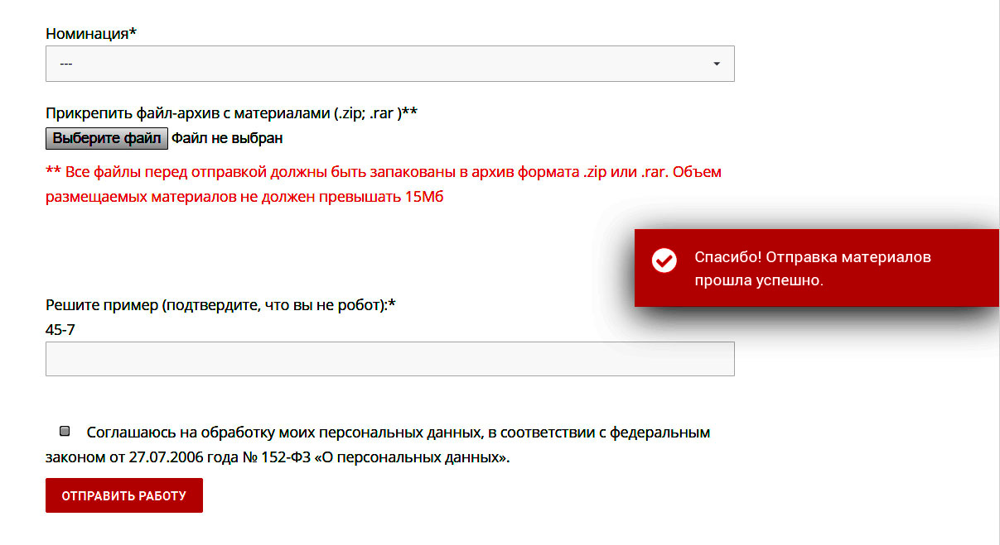 Номинация*
---
Прикрепить файл-архив с материалами (.zip; .rar )**
Выберите файл Файл не выбран
** Все файлы перед отправкой должны быть запакованы в архив формата .zip или .rar. Объем
размещаемых материалов не должен превышать 15Мб
Спасибо! Отправка материалов
прошла успешно.
Решите пример (подтвердите, что вы не робот):*
45-7
Соглашаюсь на обработку моих персональных данных, в соответствии с федеральным
законом от 27.07.2006 года № 152-ФЗ «О персональных данных».
ОТПРАВИТЬ РАБОТУ